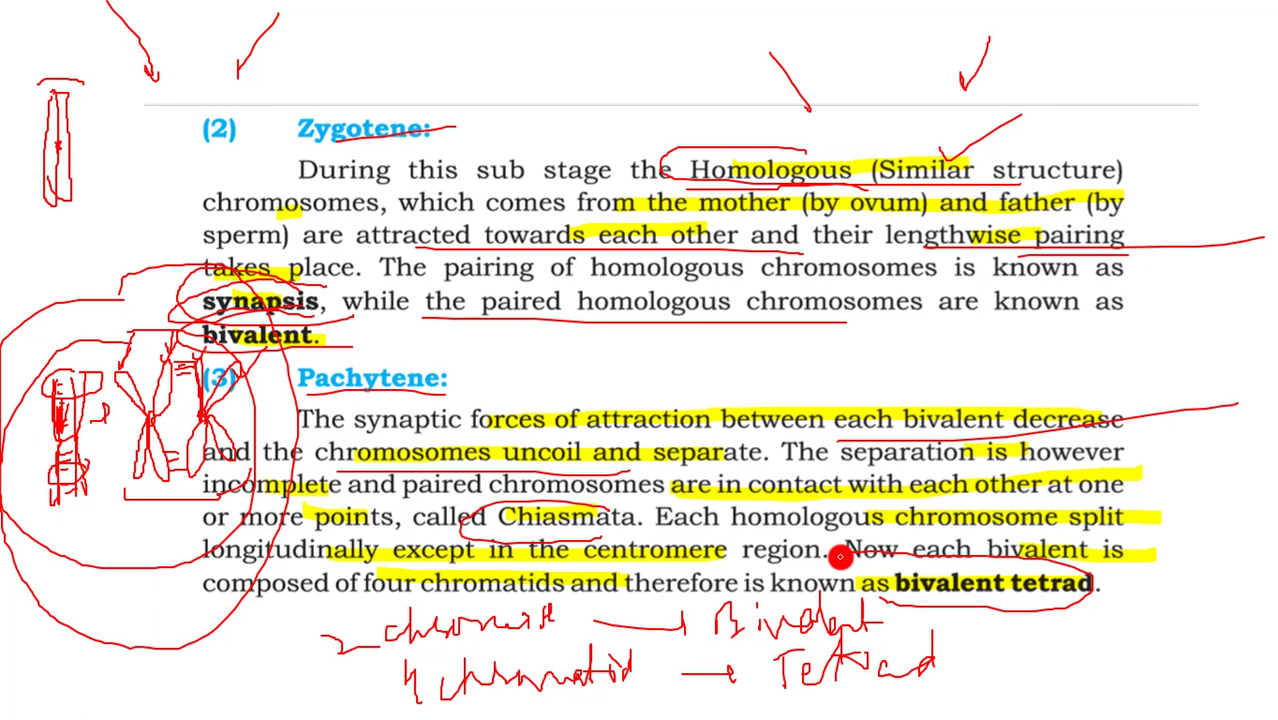 (2) Zygotene:
During this sub stage the Homologous (Similar structure)
chromosomes, which comes from the mother (by ovum) and father (by
sperm) are attracted towards each other and their lengthwise pairing
takes place. The pairing of homologous chromosomes is known as
synapsis, while the paired homologous chromosomes are known as
bivalent.
(3) Pachytene:
The synaptic forces of attraction between each bivalent decrease
and the chromosomes uncoil and separate. The separation is however
incomplete and paired chromosomes are in contact with each other at one
or more points, called Chiasmata. Each homologous chromosome split
longitudinally except in the centromere region. Now each bivalent is
composed of four chromatids and therefore is known as bivalent tetrad.
2 → Bivalent
4 chromatid → Tetrad